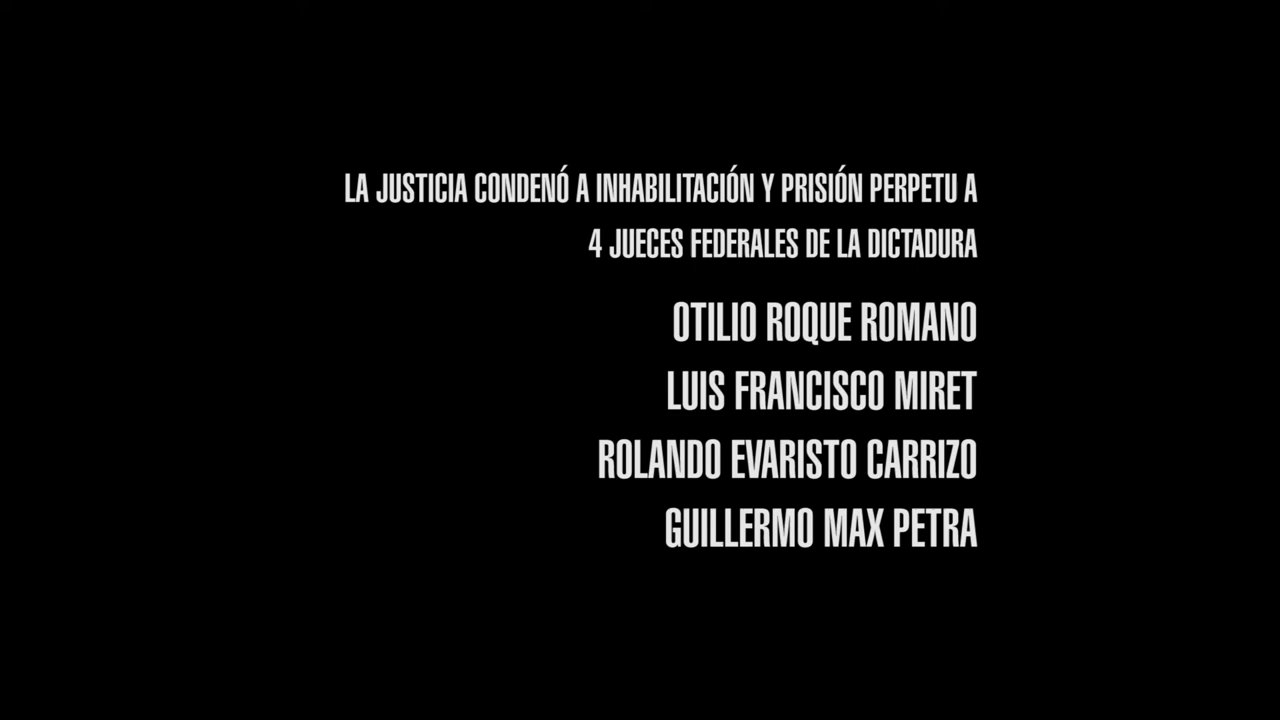 LA JUSTICIA CONDENÓ A INHABILITACIÓN Y PRISIÓN PERPETU A
4 JUECES FEDERALES DE LA DICTADURA
OTILIO ROQUE ROMANO
LUIS FRANCISCO MIRET
ROLANDO EVARISTO CARRIZO
GUILLERMO MAX PETRA